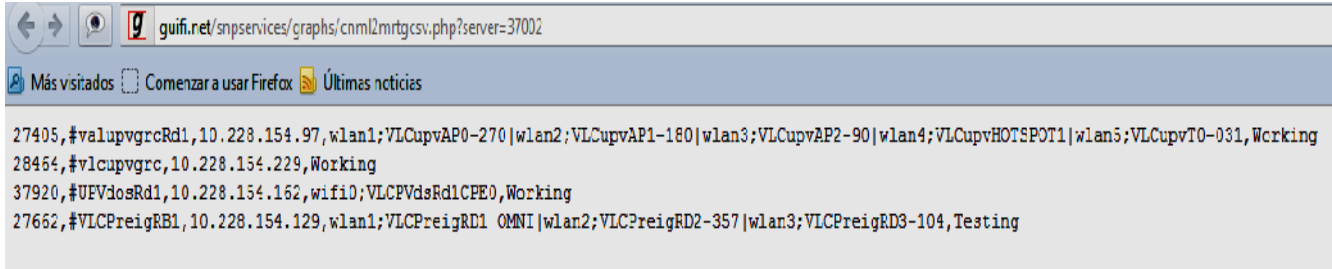 g guifi.net/snpservices/graphs/cnml2mrtgcsv.php?server=37002
Más visitados Comenzar a usar Firefox Últimas noticias
27405,#valupvgrcRd1,10.228.154.97,wlan1;VLCupvAP0-270|wlan2;VLCupvAP1-180|wlan3;VLCupvAP2-90|wlan4;VLCupvHOTSPOT1|wlan5;VLCupvTO-031,Working
28464,#vlcupvgrc,10.228.154.229,Working
37920,#UPVdosRd1,10.228.154.162,wifi0;VLCPVdsRd1CPE0,Working
27662,#VLCPreigRB1,10.228.154.129,wlan1;VLCPreigRD1 OMNI|wlan2;VLCPreigRD2-357|wlan3;VLCPreigRD3-104,Testing